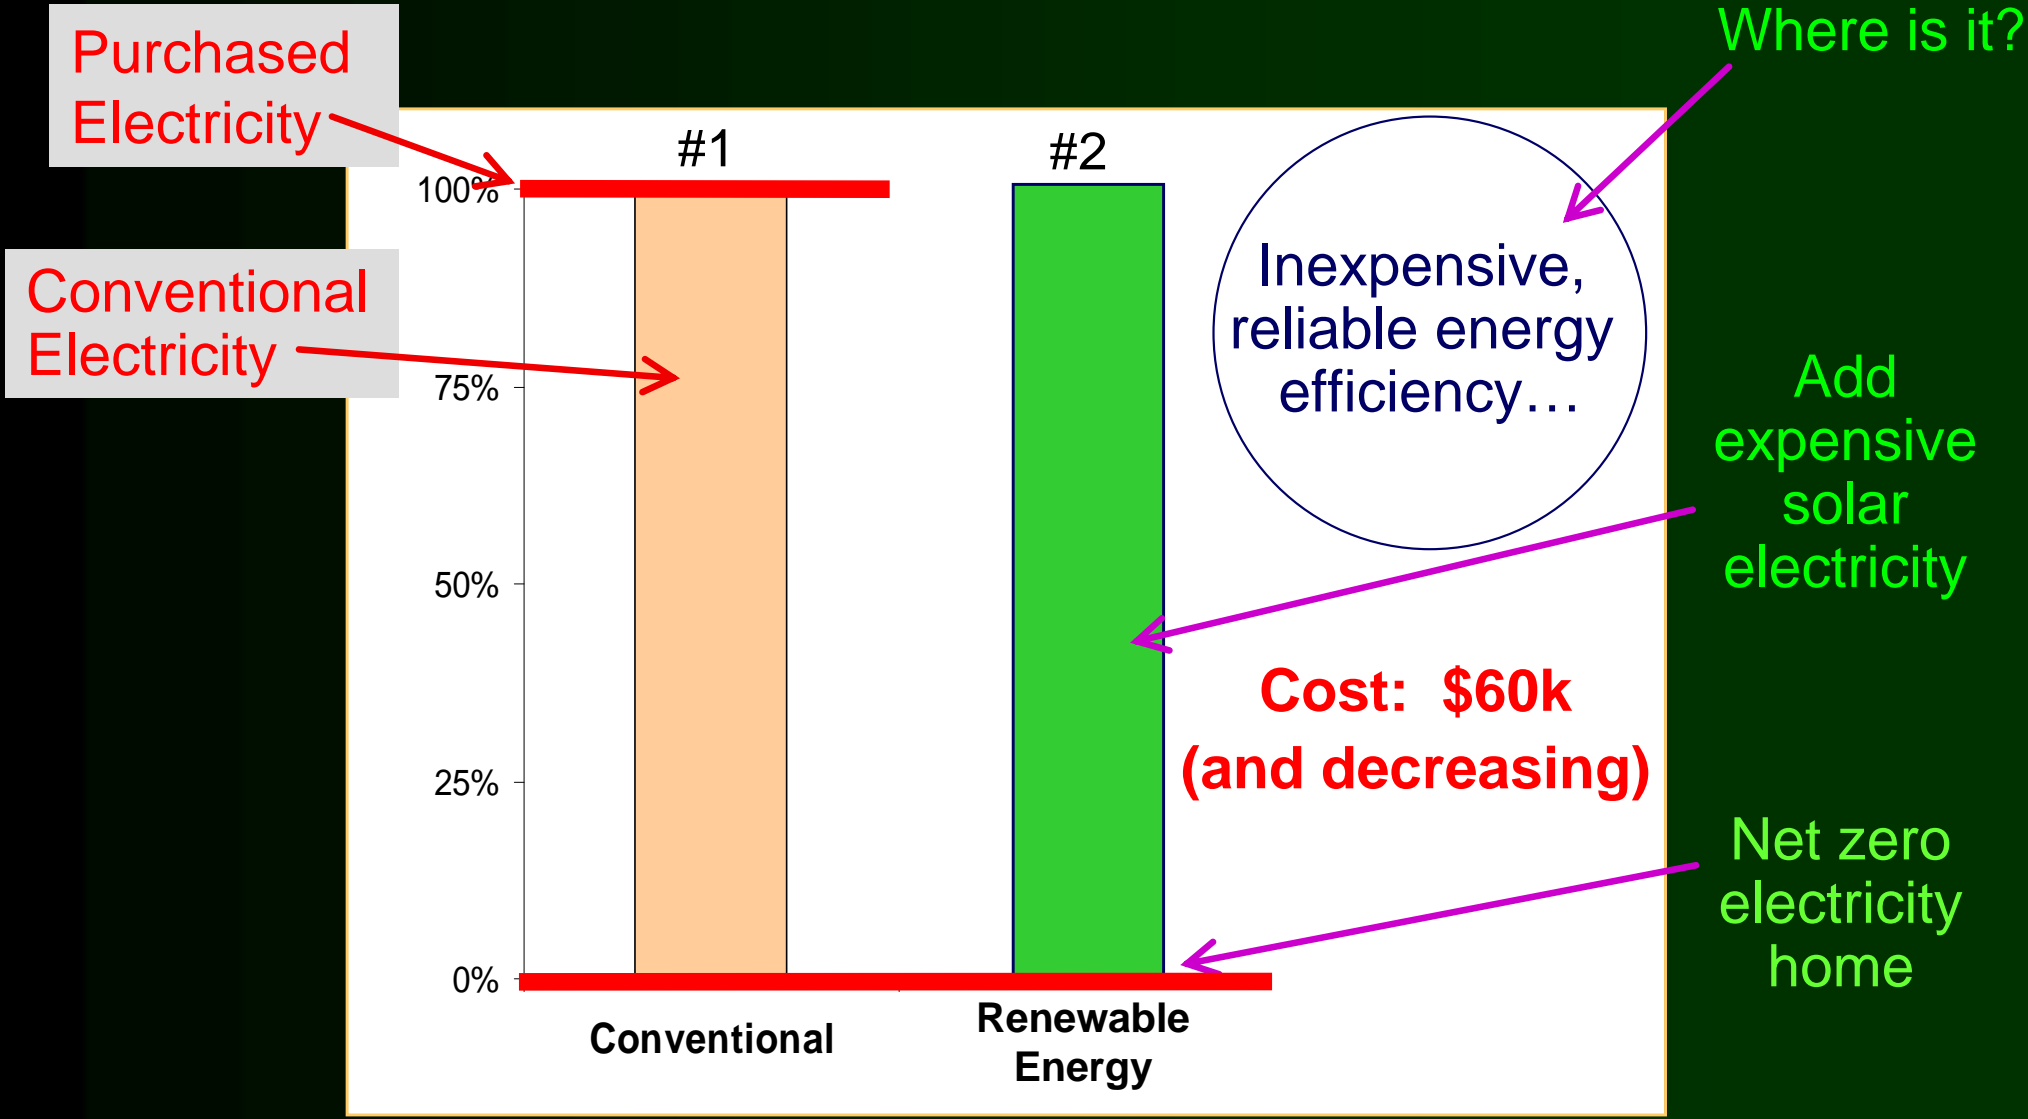 Purchased
Electricity
Where is it?
#1
#2
100%
Conventional
Electricity
Inexpensive,
reliable energy
efficiency…
75%
Add
expensive
solar
electricity
50%
Cost:  $60k
(and decreasing)
25%
Net zero
electricity
home
0%
Conventional
Renewable
Energy